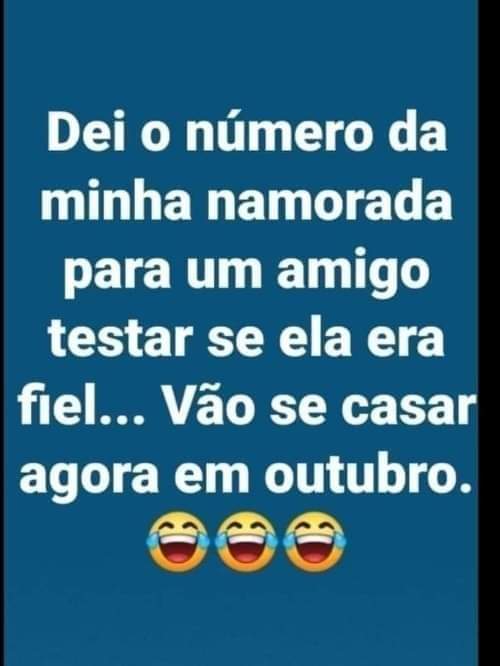 Dei o número da
minha namorada
para um amigo
testar se ela era
fiel... Vão se casar
agora em outubro.
😂😂😂